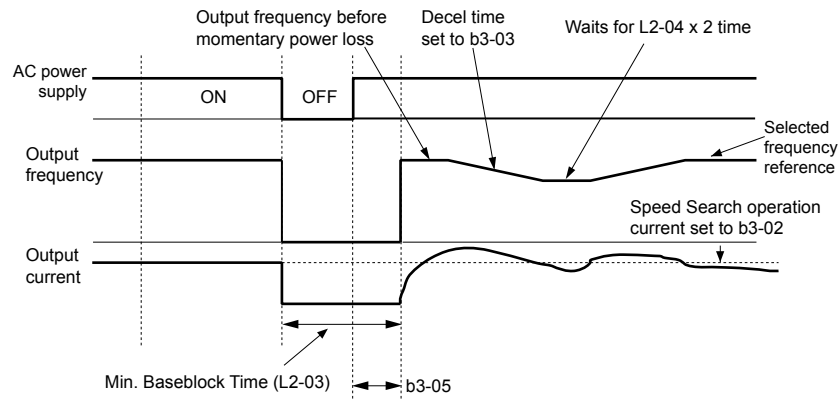 Output frequency before
momentary power loss
Decel time
set to b3-03
Waits for L2-04 x 2 time
AC power
supply
ON
OFF
Output
frequency
Selected
frequency
reference
Speed Search operation
current set to b3-02
Output
current
Min. Baseblock Time (L2-03)
b3-05